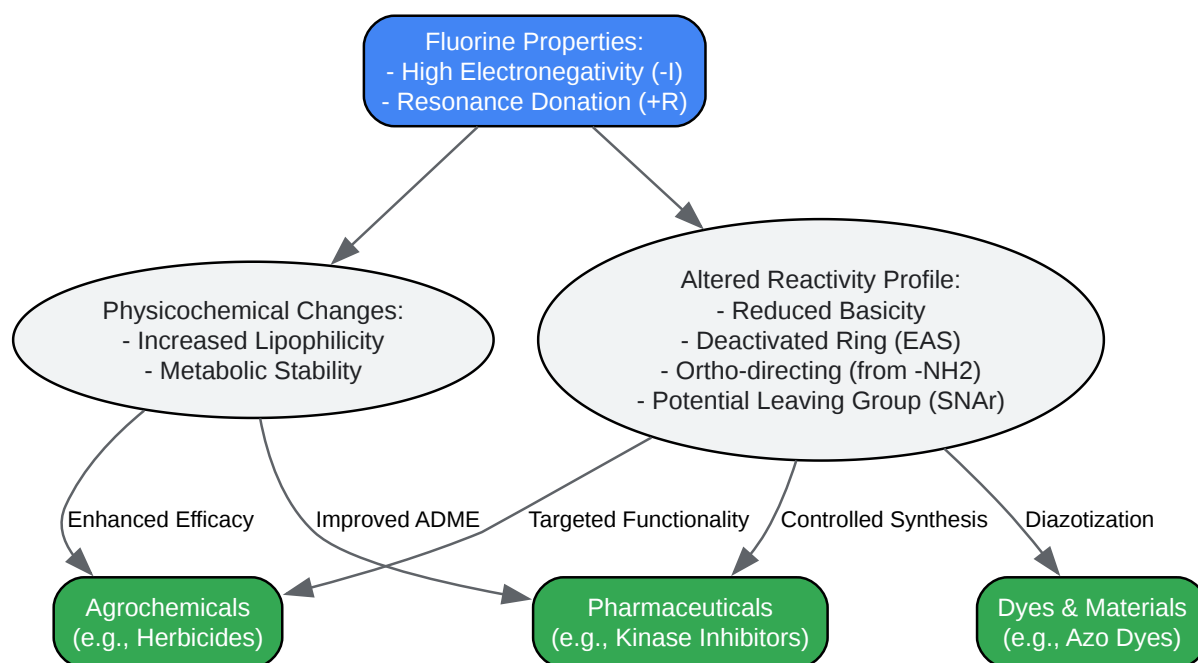 Fluorine Properties:
- High Electronegativity (-I)
- Resonance Donation (+R)
Physicochemical Changes:
- Increased Lipophilicity
- Metabolic Stability
Altered Reactivity Profile:
- Reduced Basicity
- Deactivated Ring (EAS)
- Ortho-directing (from -NH2)
- Potential Leaving Group (SNAr)
Enhanced Efficacy
Improved ADME
Targeted Functionality
Controlled Synthesis
Diazotization
Agrochemicals
(e.g., Herbicides)
Pharmaceuticals
(e.g., Kinase Inhibitors)
Dyes & Materials
(e.g., Azo Dyes)